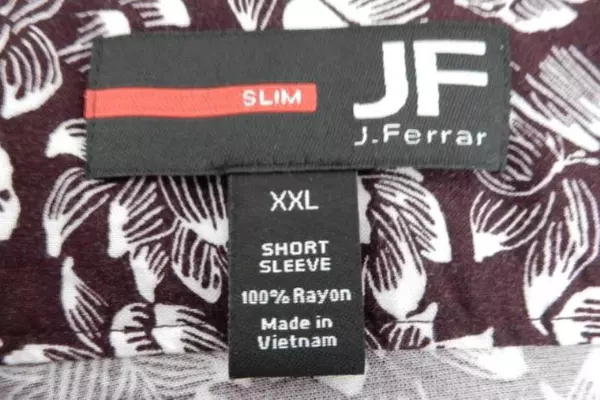 SLIM
JF
J.Ferrar
XXL
SHORT
SLEEVE
100% Rayon
Made in
Vietnam